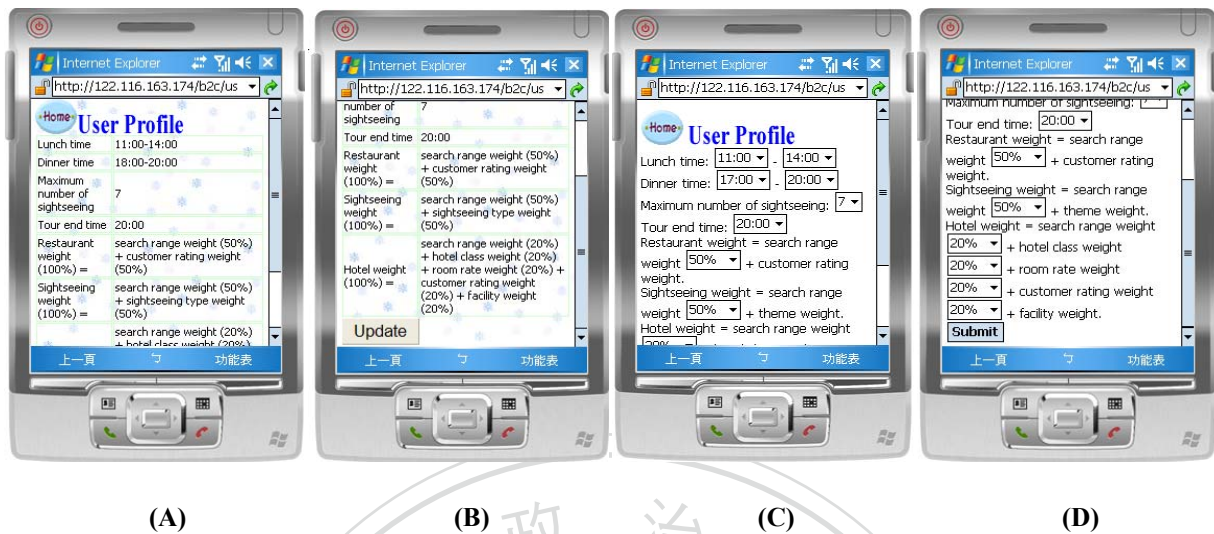 Internet Explorer
http://122.116.163.174/b2c/us
Home
User Profile
Lunch time 11:00-14:00
Dinner time 18:00-20:00
Maximum
number of 7
sightseeing
Tour end time 20:00
Restaurant search range weight (50%)
weight + customer rating weight
(100%) = (50%)
Sightseeing search range weight (50%)
weight + sightseeing type weight
(100%) = (50%)
search range weight (20%)
+ hotel class weight (20%)
上一頁 ㄅ 功能表
(A)
Internet Explorer
http://122.116.163.174/b2c/us
number of 7
sightseeing
Tour end time 20:00
Restaurant search range weight (50%)
weight + customer rating weight
(100%) = (50%)
Sightseeing search range weight (50%)
weight + sightseeing type weight
(100%) = (50%)
search range weight (20%)
+ hotel class weight (20%)
Hotel weight + room rate weight (20%) +
(100%) = customer rating weight
(20%) + facility weight
(20%)
Update
上一頁 ㄅ 功能表
(B)
Internet Explorer
http://122.116.163.174/b2c/us
Home
User Profile
Lunch time: 11:00 - 14:00
Dinner time: 17:00 - 20:00
Maximum number of sightseeing: 7
Tour end time: 20:00
Restaurant weight = search range
weight 50% + customer rating
weight.
Sightseeing weight = search range
weight 50% + theme weight.
Hotel weight = search range weight
20%
上一頁 ㄅ 功能表
(C)
Internet Explorer
http://122.116.163.174/b2c/us
Maximum number of sightseeing: 7
Tour end time: 20:00
Restaurant weight = search range
weight 50% + customer rating
weight.
Sightseeing weight = search range
weight 50% + theme weight.
Hotel weight = search range weight
20% + hotel class weight
20% + room rate weight
20% + customer rating weight
20% + facility weight.
Submit
上一頁 ㄅ 功能表
(D)
政 治